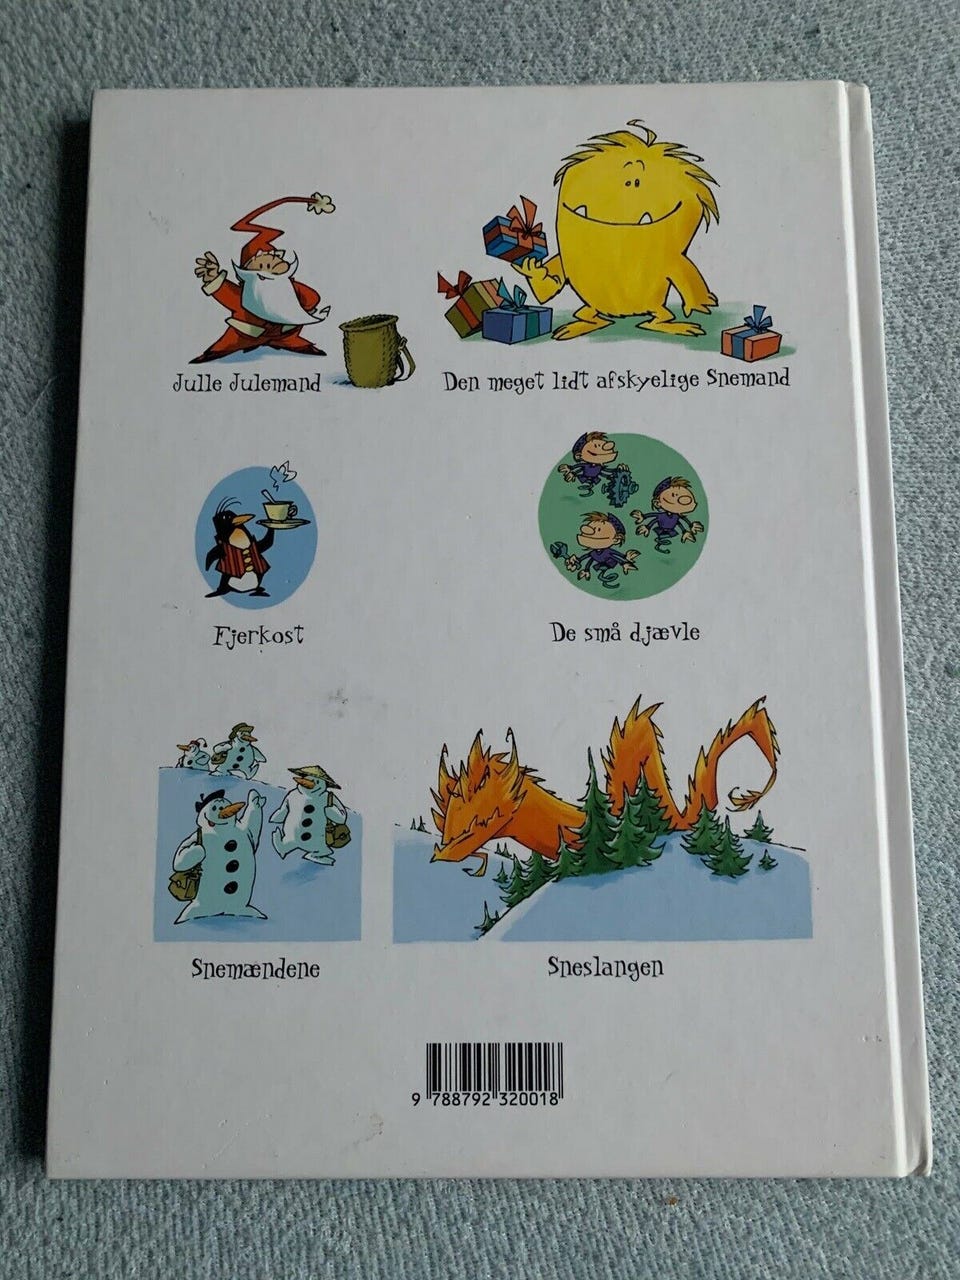 Julle Julemand
Den meget lidt afskyelige Snemand
Fjerkost
De små djævle
Snemændene
Sneslangen
9 788792 320018